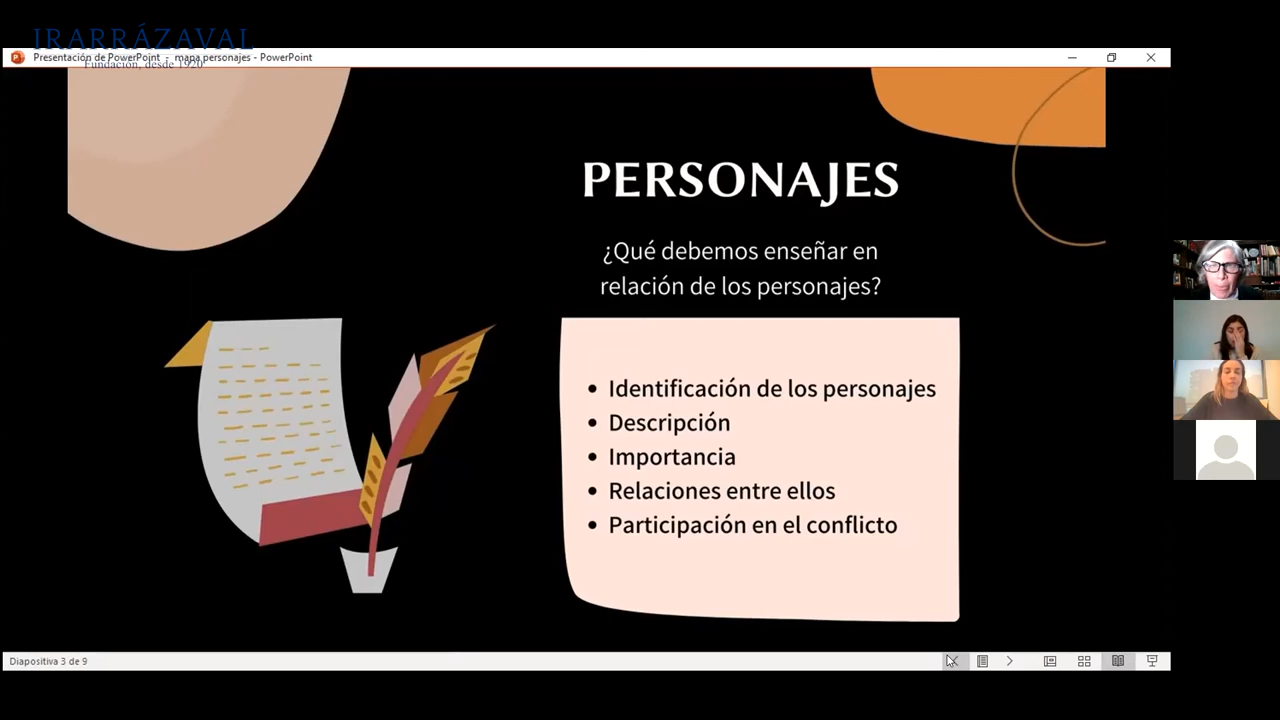 IRARRÁZAVAL
Presentación de PowerPoint - mapa personajes - PowerPoint
Fundación, desde 1920
PERSONAJES
¿Qué debemos enseñar en
relación de los personajes?
• Identificación de los personajes
• Descripción
• Importancia
• Relaciones entre ellos
• Participación en el conflicto
Diapositiva 3 de 9